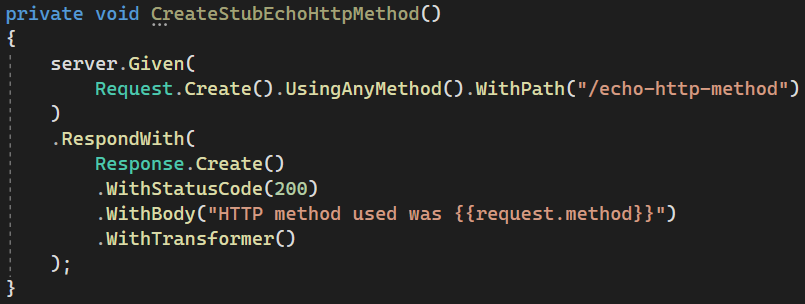 private void CreateStubEchoHttpMethod()
{
    server.Given(
        Request.Create().UsingAnyMethod().WithPath("/echo-http-method")
    )
    .RespondWith(
        Response.Create()
        .WithStatusCode(200)
        .WithBody("HTTP method used was {{request.method}}")
        .WithTransformer()
    );
}